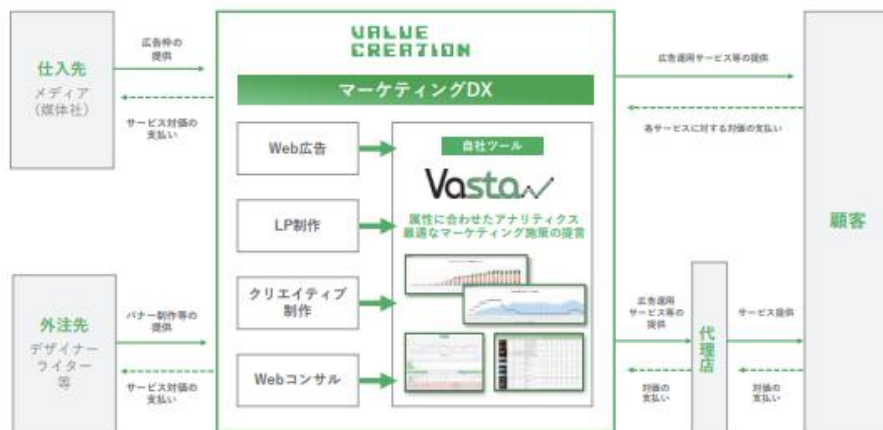 VALUE
CREATION
マーケティングDX
仕入先
メディア
（媒体社）
広告枠の
提供
サービス対価の
支払い
外注先
デザイナー
ライター
等
バナー制作等の
提供
サービス対価の
支払い
Web広告
LP制作
クリエイティブ
制作
Webコンサル
自社ツール
Vasta
属性に合わせたアナリティクス
最適なマーケティング施策の提言
広告運用サービス等の提供
各サービスに対する対価の支払い
広告運用
サービス等の
提供
対価の
支払い
代理店
サービス提供
対価の
支払い
顧客